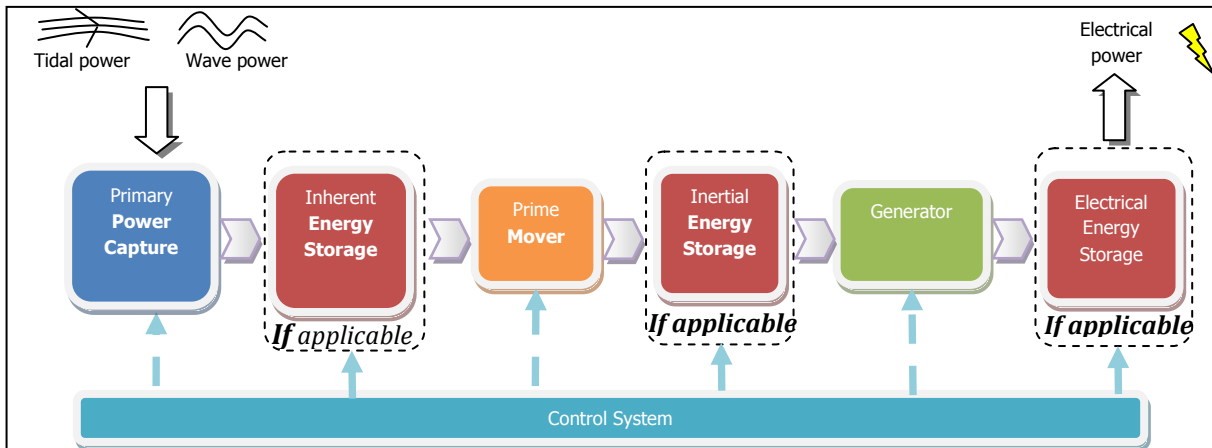 Tidal power
Wave power
Electrical
power
Primary
Power
Capture
Inherent
Energy
Storage
If applicable
Prime
Mover
Inertial
Energy
Storage
If applicable
Generator
Electrical
Energy
Storage
If applicable
Control System